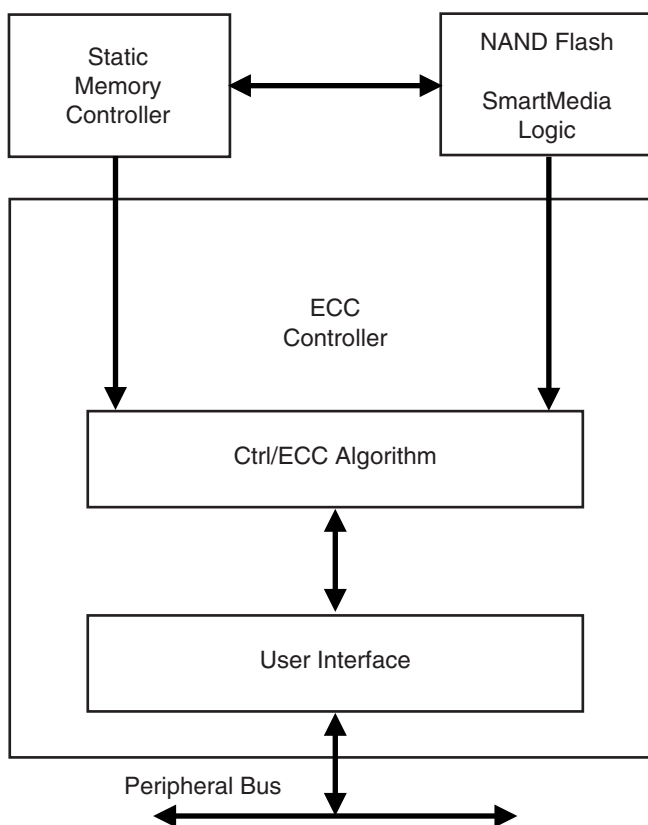 Static
Memory
Controller
NAND Flash
SmartMedia
Logic
ECC
Controller
Ctrl/ECC Algorithm
User Interface
Peripheral Bus